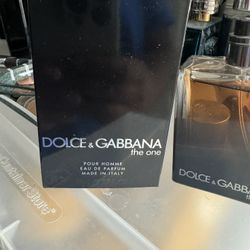 DOLCE & GABBANA
the one
POUR HOMME
EAU DE PARFUM
MADE IN ITALY
DOLCE & GABBA